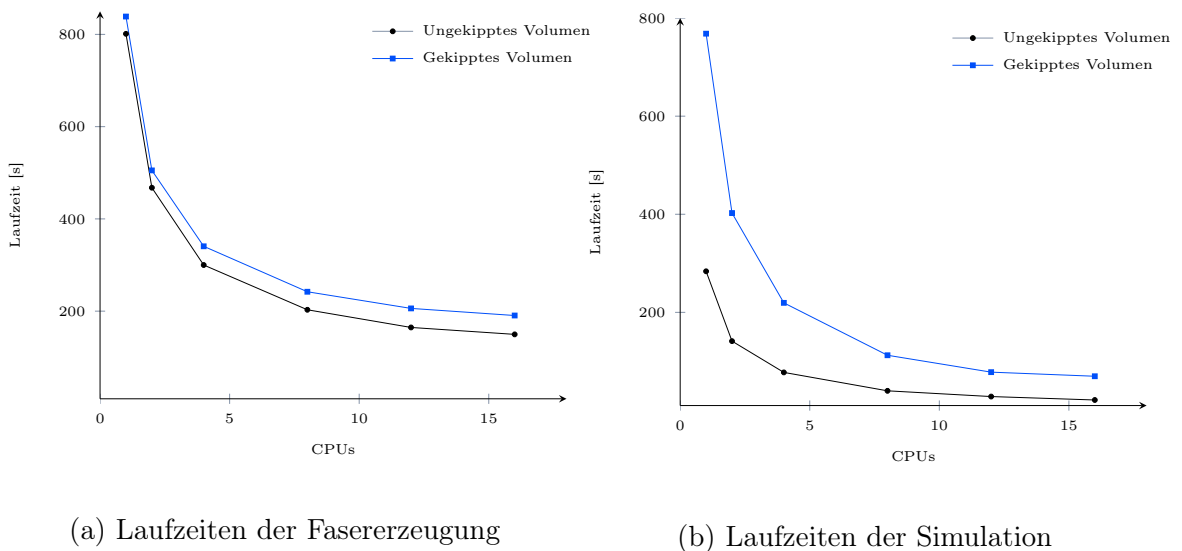 800
600
400
200
0
5
10
15
CPUs
Laufzeit [s]
Ungekipptes Volumen
Gekipptes Volumen
(a) Laufzeiten der Fasererzeugung
800
600
400
200
0
5
10
15
CPUs
Laufzeit [s]
Ungekipptes Volumen
Gekipptes Volumen
(b) Laufzeiten der Simulation